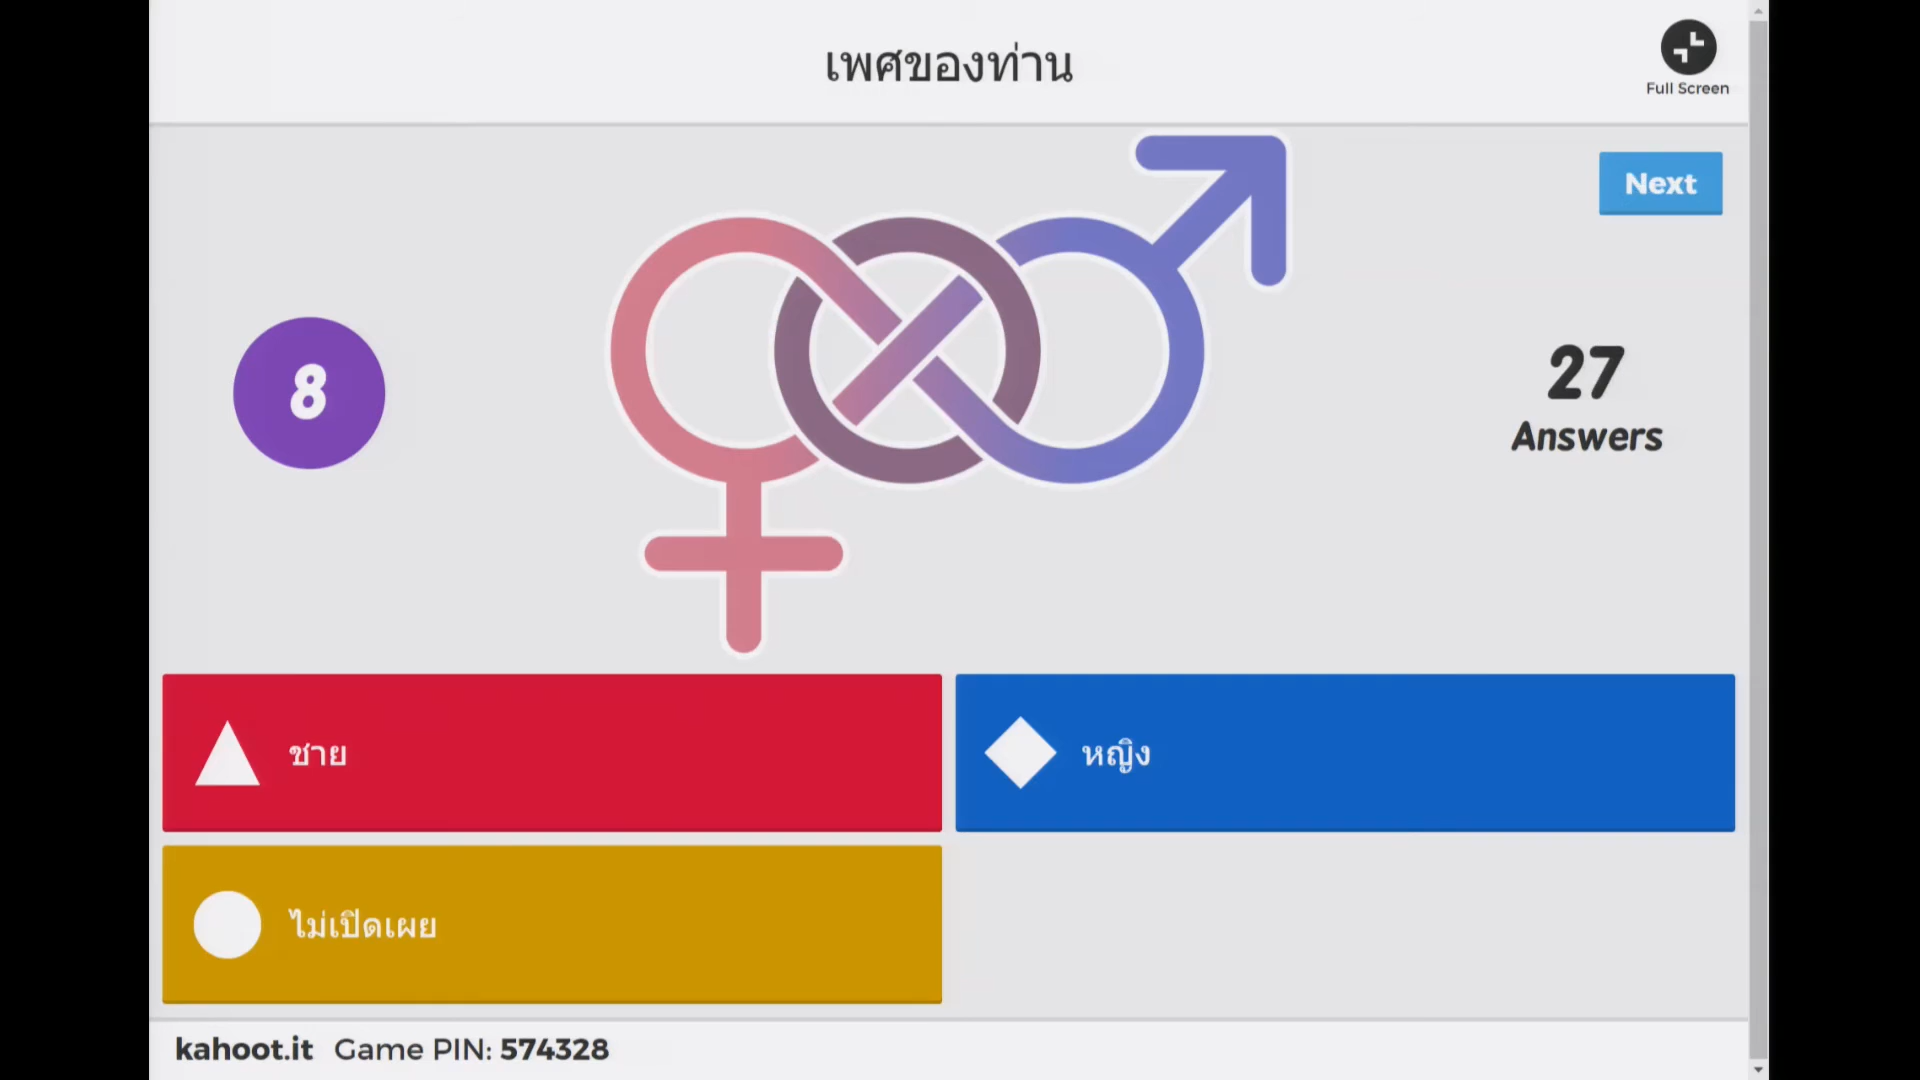 เพศของท่าน
Full Screen
Next
8
27
Answers
ชาย
หญิง
ไม่เปิดเผย
kahoot.it Game PIN: 574328